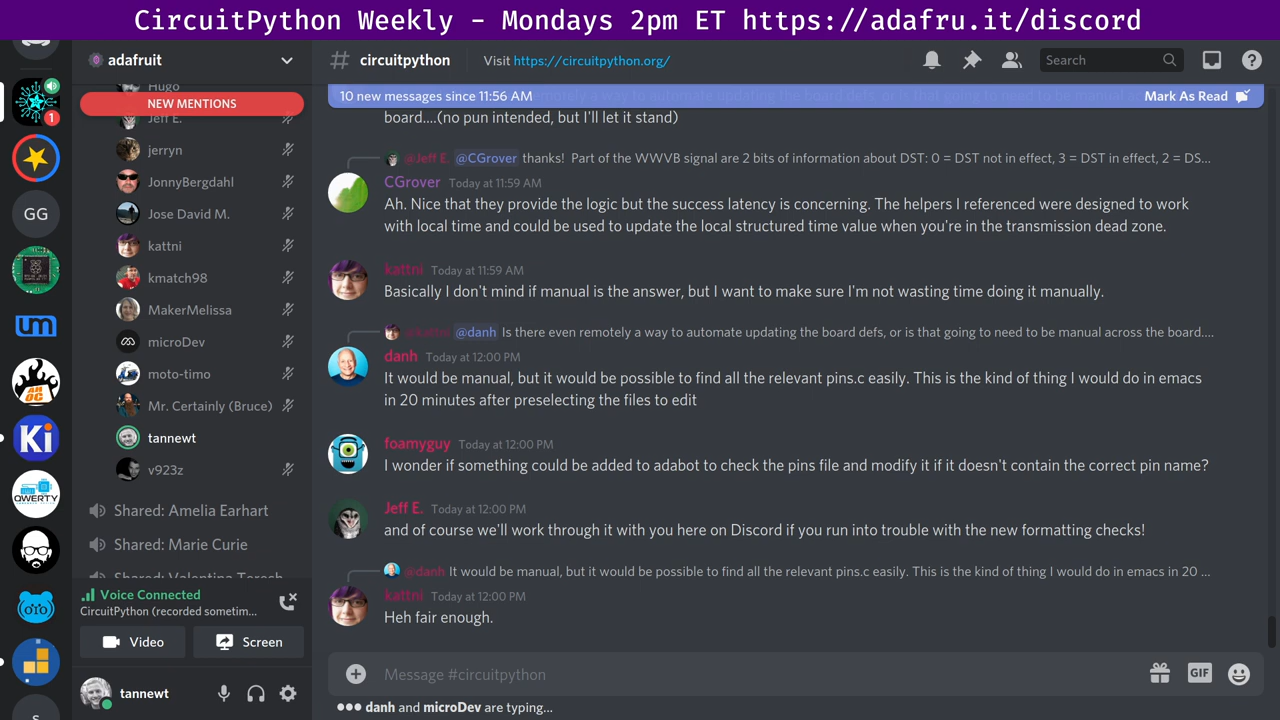 CircuitPython Weekly - Mondays 2pm ET https://adafru.it/discord
adafruit
Hugo
NEW MENTIONS
Jeff E.
jerryn
JonnyBergdahl
Jose David M.
kattni
kmatch98
MakerMelissa
microDev
moto-timo
Mr. Certainly (Bruce)
tannewt
v923z
Shared: Amelia Earhart
Shared: Marie Curie
Shared: Valentina Teresh
Voice Connected
CircuitPython (recorded sometim...
Video
Screen
tannewt
1
GG
um
Ki
QWERTY
S
# circuitpython
Visit https://circuitpython.org/
Search
10 new messages since 11:56 AM
Mark As Read
board....(no pun intended, but I'll let it stand)
@Jeff E. @CGrover thanks! Part of the WWVB signal are 2 bits of information about DST: 0 = DST not in effect, 3 = DST in effect, 2 = DS...
CGrover Today at 11:59 AM
Ah. Nice that they provide the logic but the success latency is concerning. The helpers I referenced were designed to work
with local time and could be used to update the local structured time value when you're in the transmission dead zone.
kattni Today at 11:59 AM
Basically I don't mind if manual is the answer, but I want to make sure I'm not wasting time doing it manually.
@kattni @danh Is there even remotely a way to automate updating the board defs, or is that going to need to be manual across the board....
danh Today at 12:00 PM
It would be manual, but it would be possible to find all the relevant pins.c easily. This is the kind of thing I would do in emacs
in 20 minutes after preselecting the files to edit
foamyguy Today at 12:00 PM
I wonder if something could be added to adabot to check the pins file and modify it if it doesn't contain the correct pin name?
Jeff E. Today at 12:00 PM
and of course we'll work through it with you here on Discord if you run into trouble with the new formatting checks!
@danh It would be manual, but it would be possible to find all the relevant pins.c easily. This is the kind of thing I would do in emacs in 20 ...
kattni Today at 12:00 PM
Heh fair enough.
Message #circuitpython
GIF
danh and microDev are typing...